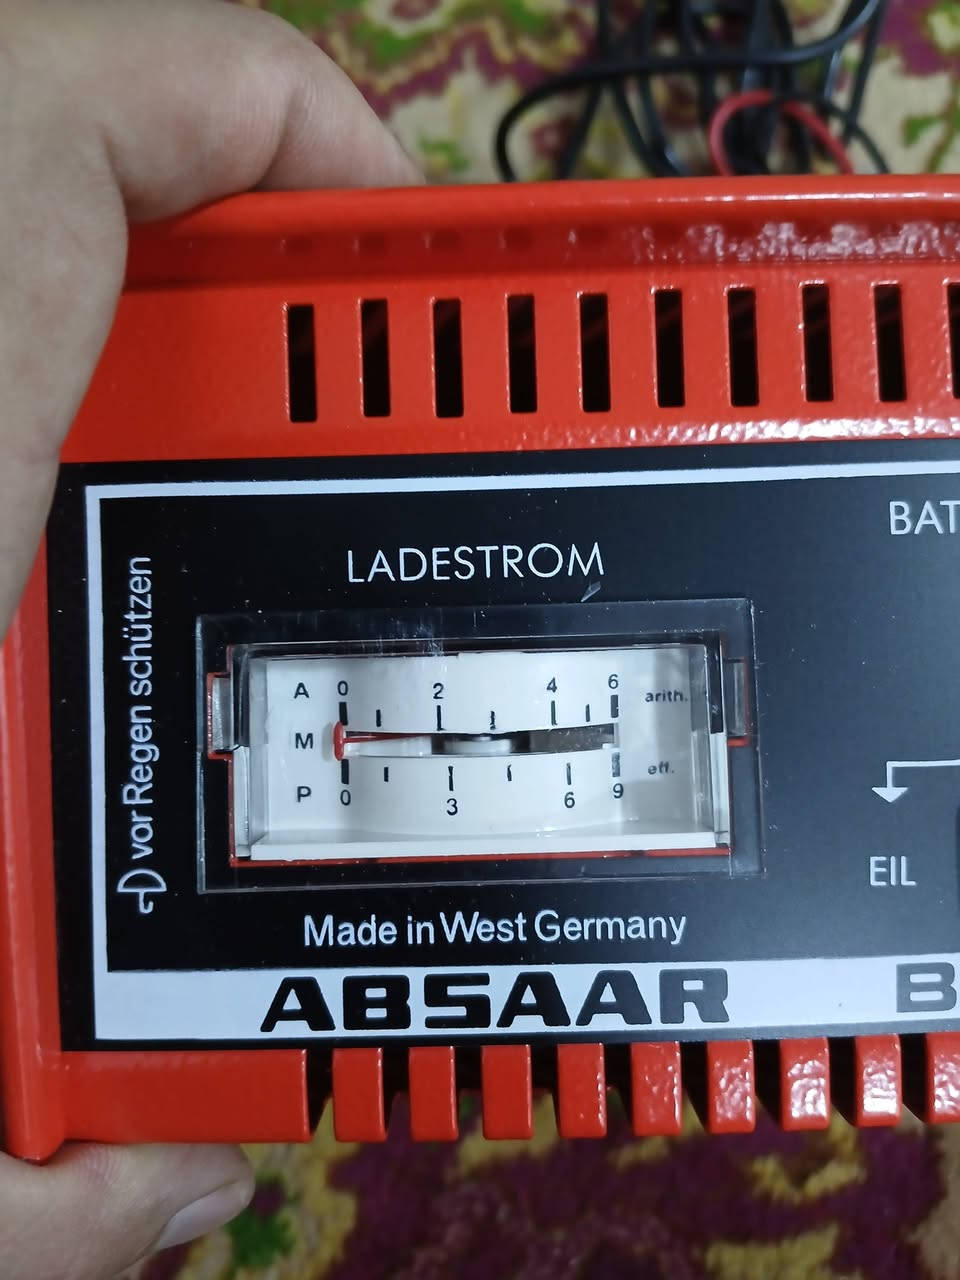 BAT
LADESTROM
vor Regen schützen
A 0 2 4 6 arith.
M
P 0 3 6 9 eff.
EIL
Made in West Germany
ABSAAR B